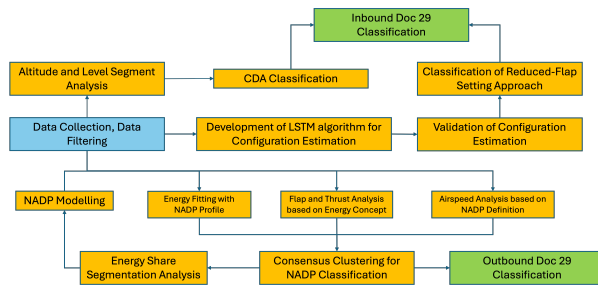 Inbound Doc 29
Classification
Altitude and Level Segment
Analysis
CDA Classification
Classification of Reduced-Flap
Setting Approach
Data Collection, Data
Filtering
Development of LSTM algorithm for
Configuration Estimation
Validation of Configuration
Estimation
NADP Modelling
Energy Fitting with
NADP Profile
Flap and Thrust Analysis
based on Energy Concept
Airspeed Analysis based on
NADP Definition
Energy Share
Segmentation Analysis
Consensus Clustering for
NADP Classification
Outbound Doc 29
Classification